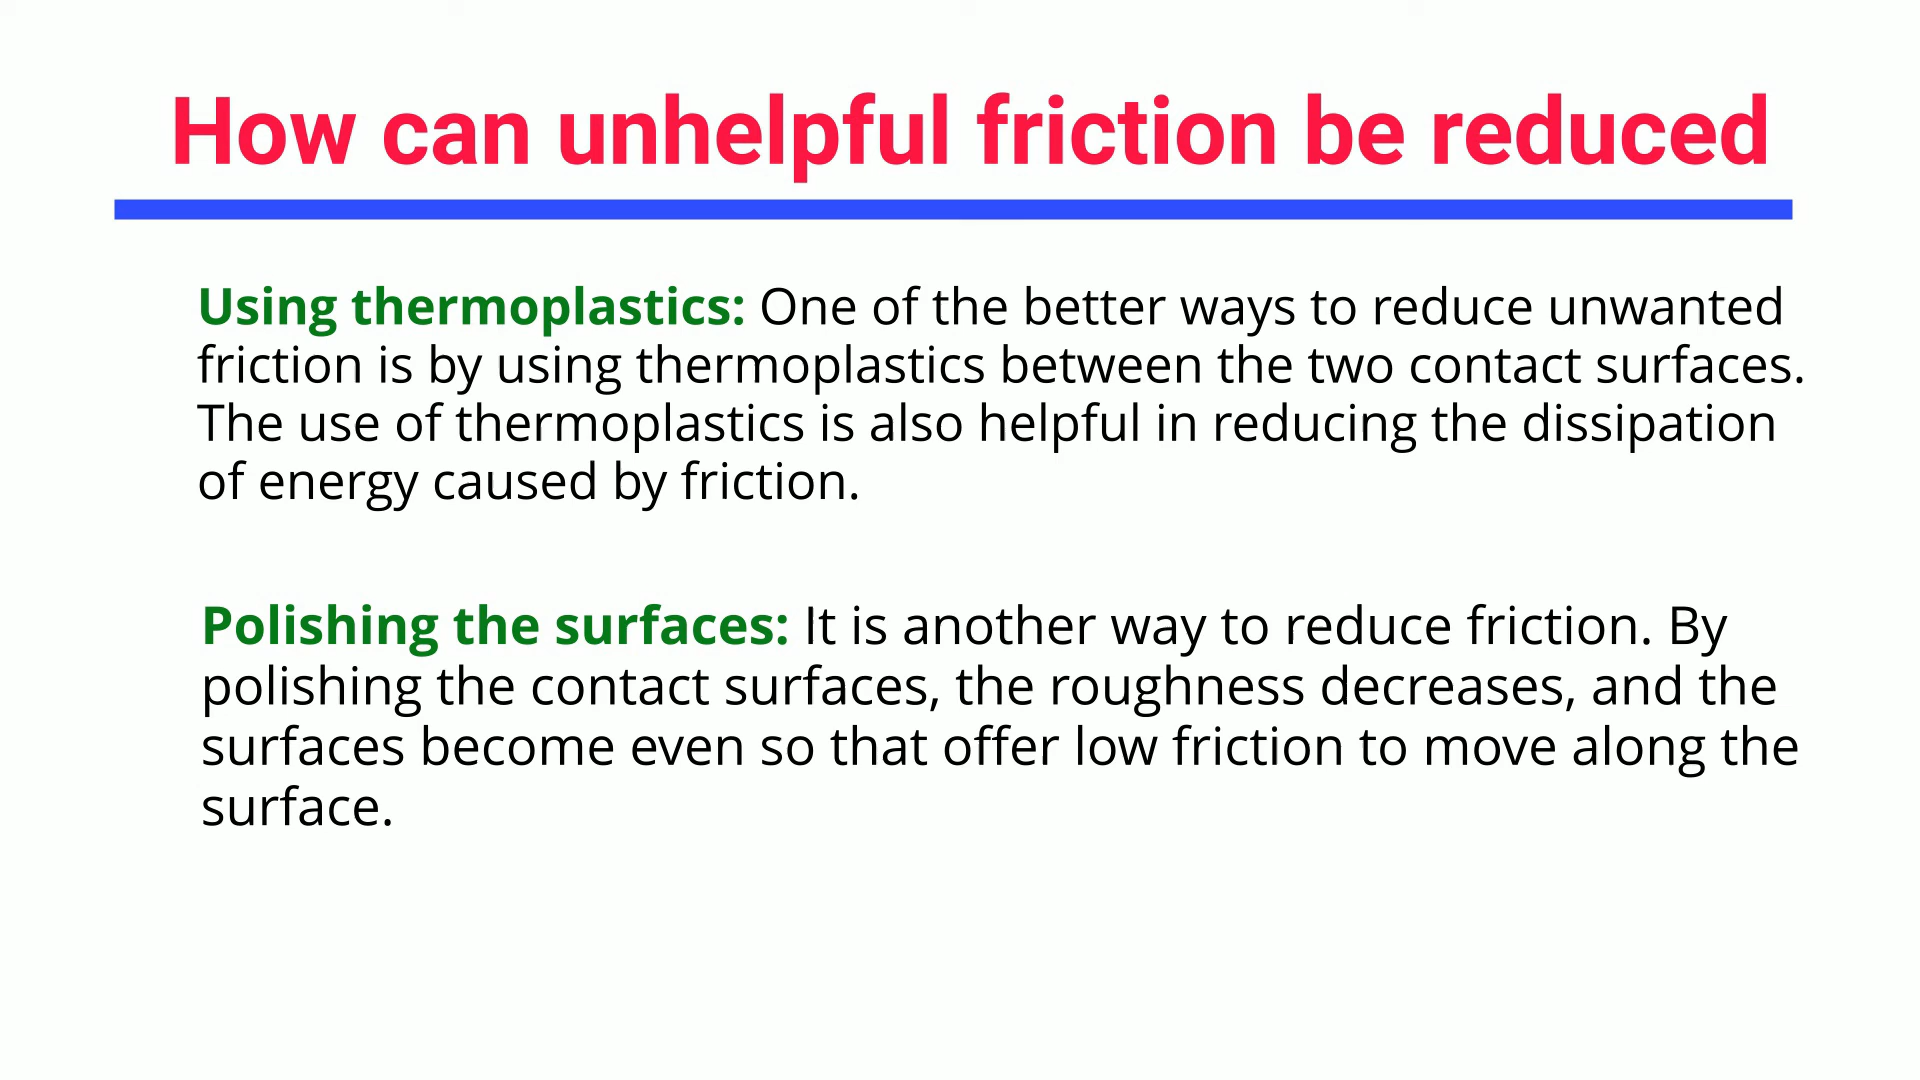 How can unhelpful friction be reduced
Using thermoplastics: One of the better ways to reduce unwanted
friction is by using thermoplastics between the two contact surfaces.
The use of thermoplastics is also helpful in reducing the dissipation
of energy caused by friction.
Polishing the surfaces: It is another way to reduce friction. By
polishing the contact surfaces, the roughness decreases, and the
surfaces become even so that offer low friction to move along the
surface.